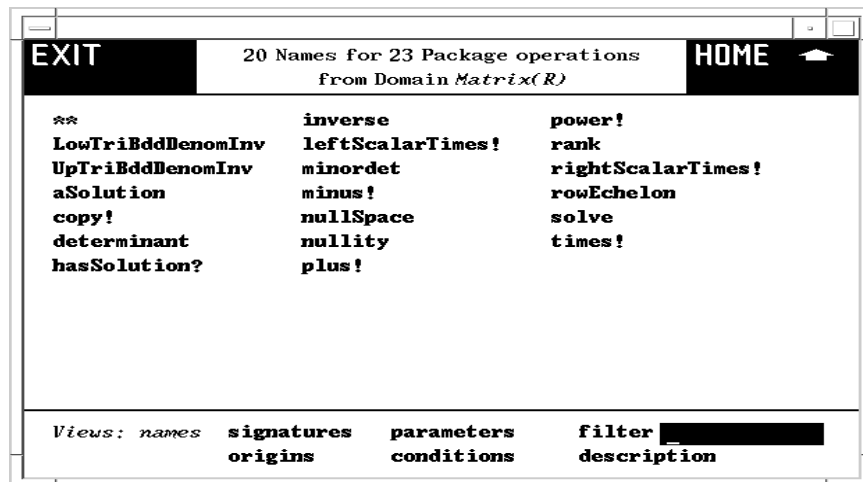 EXIT 20 Names for 23 Package operations HOME
from Domain Matrix(R)
** inverse power!
LowTriBddDenomInv leftScalarTimes! rank
UpTriBddDenomInv minordet rightScalarTimes!
aSolution minus! rowEchelon
copy! nullSpace solve
determinant nullity times!
hasSolution? plus!
Views: names signatures parameters filter _
origins conditions description